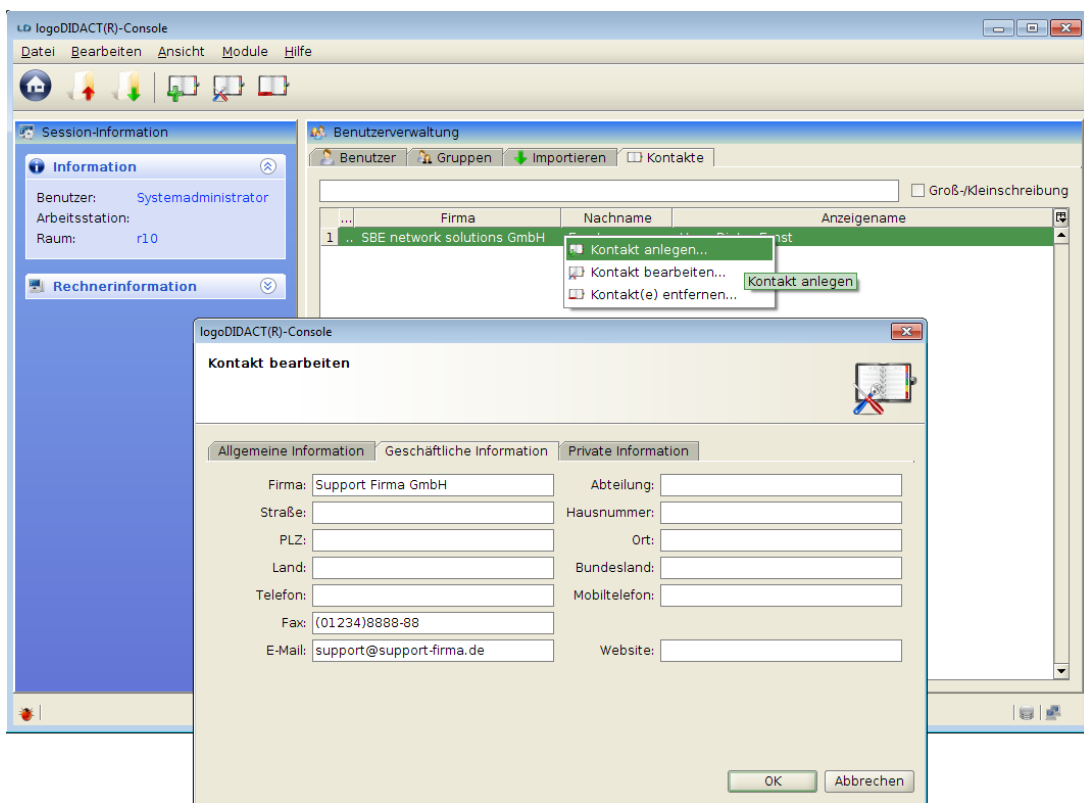 LD logoDIDACT(R)-Console
Datei Bearbeiten Ansicht Module Hilfe
Session-Information
Benutzerverwaltung
Information
Benutzer: Systemadministrator
Arbeitsstation:
Raum: r10
Rechnerinformation
Benutzer Gruppen Importieren Kontakte
Groß-/Kleinschreibung
... Firma Nachname Anzeigename
1 .. SBE network solutions GmbH
Kontakt anlegen...
Kontakt bearbeiten...
Kontakt(e) entfernen...
Kontakt anlegen
logoDIDACT(R)-Console
Kontakt bearbeiten
Allgemeine Information Geschäftliche Information Private Information
Firma: Support Firma GmbH Abteilung:
Straße: Hausnummer:
PLZ: Ort:
Land: Bundesland:
Telefon: Mobiltelefon:
Fax: (01234)8888-88
E-Mail: support@support-firma.de Website:
OK Abbrechen